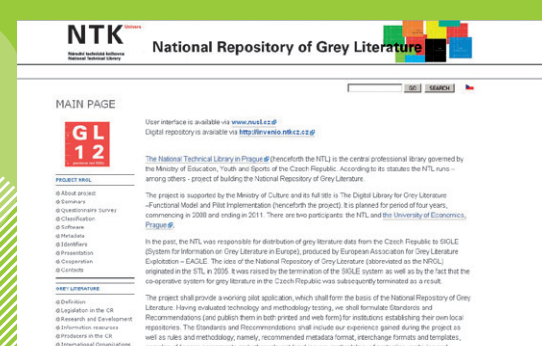 NTK
Národní technická knihovna
National Technical Library
National Repository of Grey Literature
GO
SEARCH
MAIN PAGE
GL
12
User interface is available via www.nusl.cz
Digital repository is available via http://invenio.ntkcz.cz
The National Technical Library in Prague (henceforth the NTL) is the central professional library governed by
the Ministry of Education, Youth and Sports of the Czech Republic. According to its statutes the NTL runs –
among others - project of building the National Repository of Grey Literature.
The project is supported by the Ministry of Culture and its full title is The Digital Library for Grey Literature
–Functional Model and Pilot Implementation (henceforth the project). It is planned for period of four years,
commencing in 2008 and ending in 2011. There are two participants: the NTL and the University of Economics,
Prague.
In the past, the NTL was responsible for distribution of grey literature data from the Czech Republic to SIGLE
(System for Information on Grey Literature in Europe), produced by European Association for Grey Literature
Exploitation – EAGLE. The idea of the National Repository of Grey Literature (abbreviated as the NRGL)
originated in the STL in 2005. It was raised by the termination of the SIGLE system as well as by the fact that the
co-operative system for grey literature in the Czech Republic was subsequently terminated as a result.
The project shall provide a working pilot application, which shall form the basis of the National Repository of Grey
Literature. Having evaluated technology and methodology testing, we shall formulate Standards and
Recommendations (and publish them in both printed and web form) for institutions establishing their own local
repositories. The Standards and Recommendations shall include our experience gained during the project as
well as rules and methodology, namely, recommended metadata format, interchange formats and templates,
PROJECT NRGL
About project
Seminars
Questionnaire Survey
Classification
Software
Metadata
Identifiers
Presentation
Cooperation
Contacts
GREY LITERATURE
Definition
Legislation in the CR
Research and Development
Information resources
Producers in the CR
International Organizations